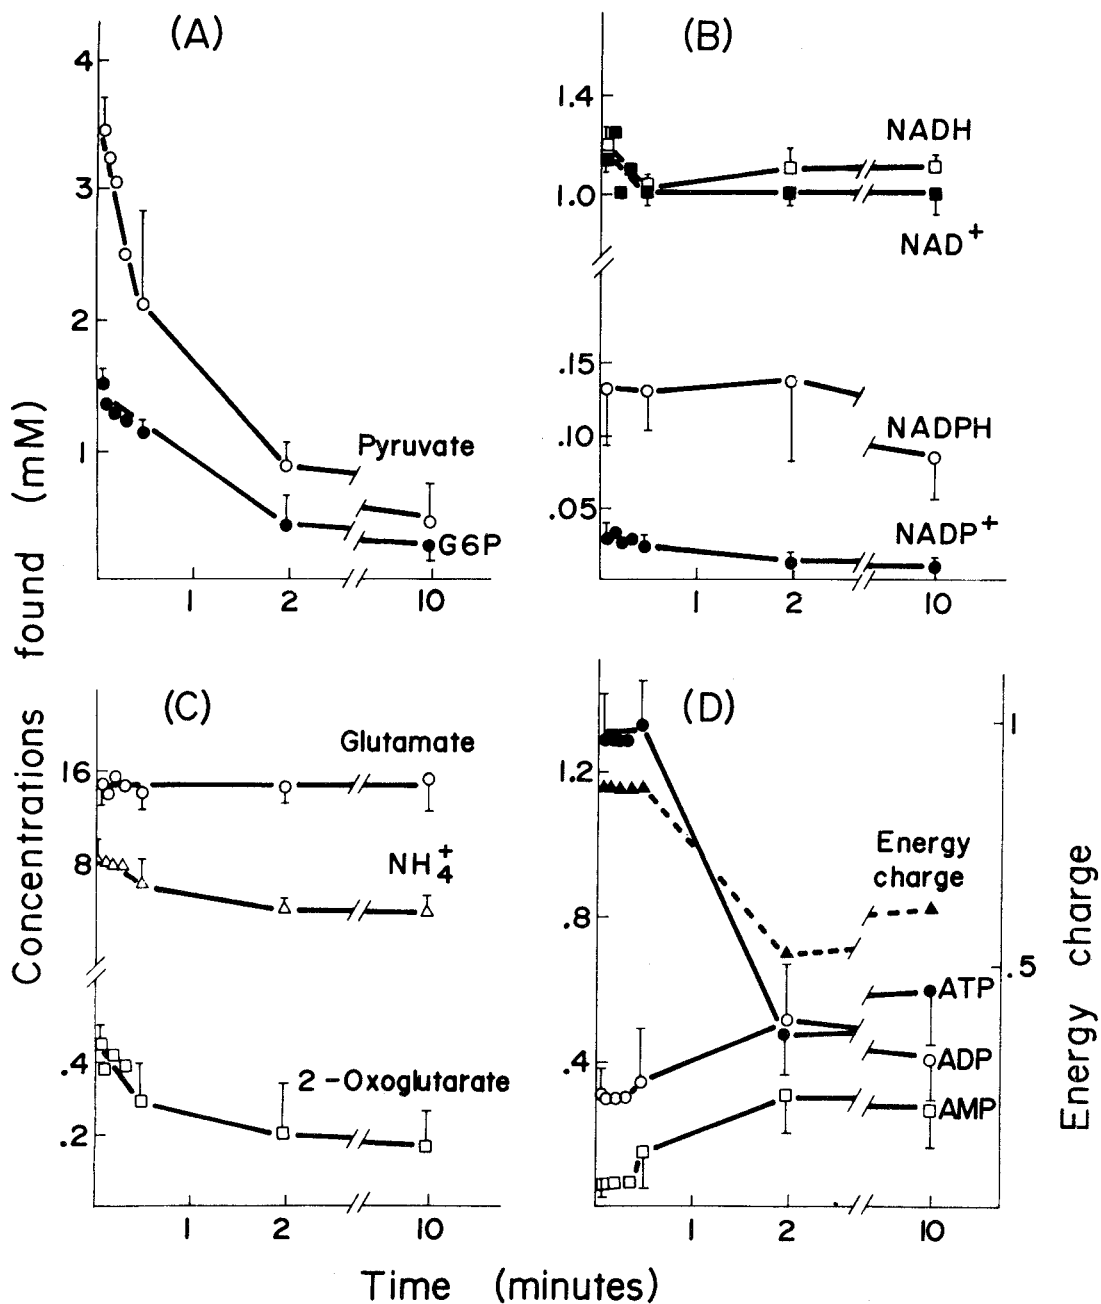 (A)
4
3
2
1
Pyruvate
G6P
1
2
10
(B)
1.4
1.0
NADH
NAD+
.15
.10
.05
NADPH
NADP+
1
2
10
(C)
16
8
Glutamate
NH4+
.4
.2
2-Oxoglutarate
1
2
10
(D)
1.2
.8
.4
1
.5
Energy
charge
ATP
ADP
AMP
1
2
10
Concentrations found (mM)
Energy charge
Time (minutes)